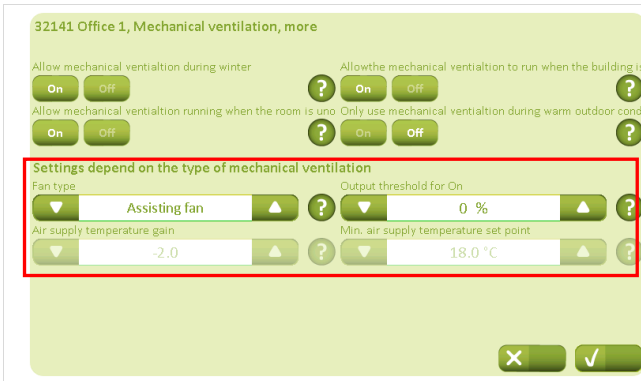 32141 Office 1, Mechanical ventilation, more
Allow mechanical ventialtion during winter
Allowthe mechanical ventialtion to run when the building is
On Off ? On Off ?
Allow mechanical ventialtion running when the room is uno
Only use mechanical ventialtion during warm outdoor cond
On Off ? On Off ?
Settings depend on the type of mechanical ventilation
Fan type
Output threshold for On
Assisting fan ? 0 % ?
Air supply temperature gain
Min. air supply temperature set point
-2.0 ? 18.0 °C ?